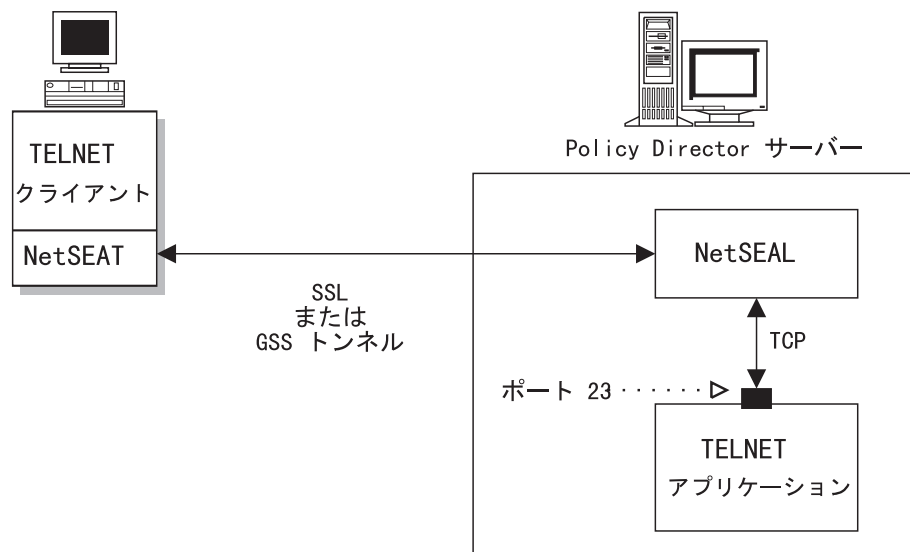 Policy Director サーバー
TELNET
クライアント
NetSEAT
NetSEAL
SSL
または
GSS トンネル
TCP
ポート 23
TELNET
アプリケーション